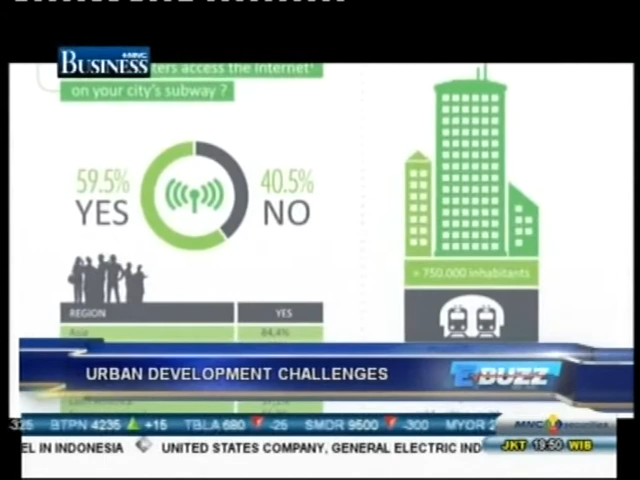 MNC
BUSINESS
ters access the Internet
on your city's subway ?
59.5%
YES
40.5%
NO
> 750.000 inhabitants
REGION YES
Asia 84,4%
URBAN DEVELOPMENT CHALLENGES
BUZZ
325 BTPN 4235 +15 TBLA 680 -25 SMDR 9500 -300 MYOR 2
MNC securities
EL IN INDONESIA UNITED STATES COMPANY, GENERAL ELECTRIC IND
JKT 19:50 WIB